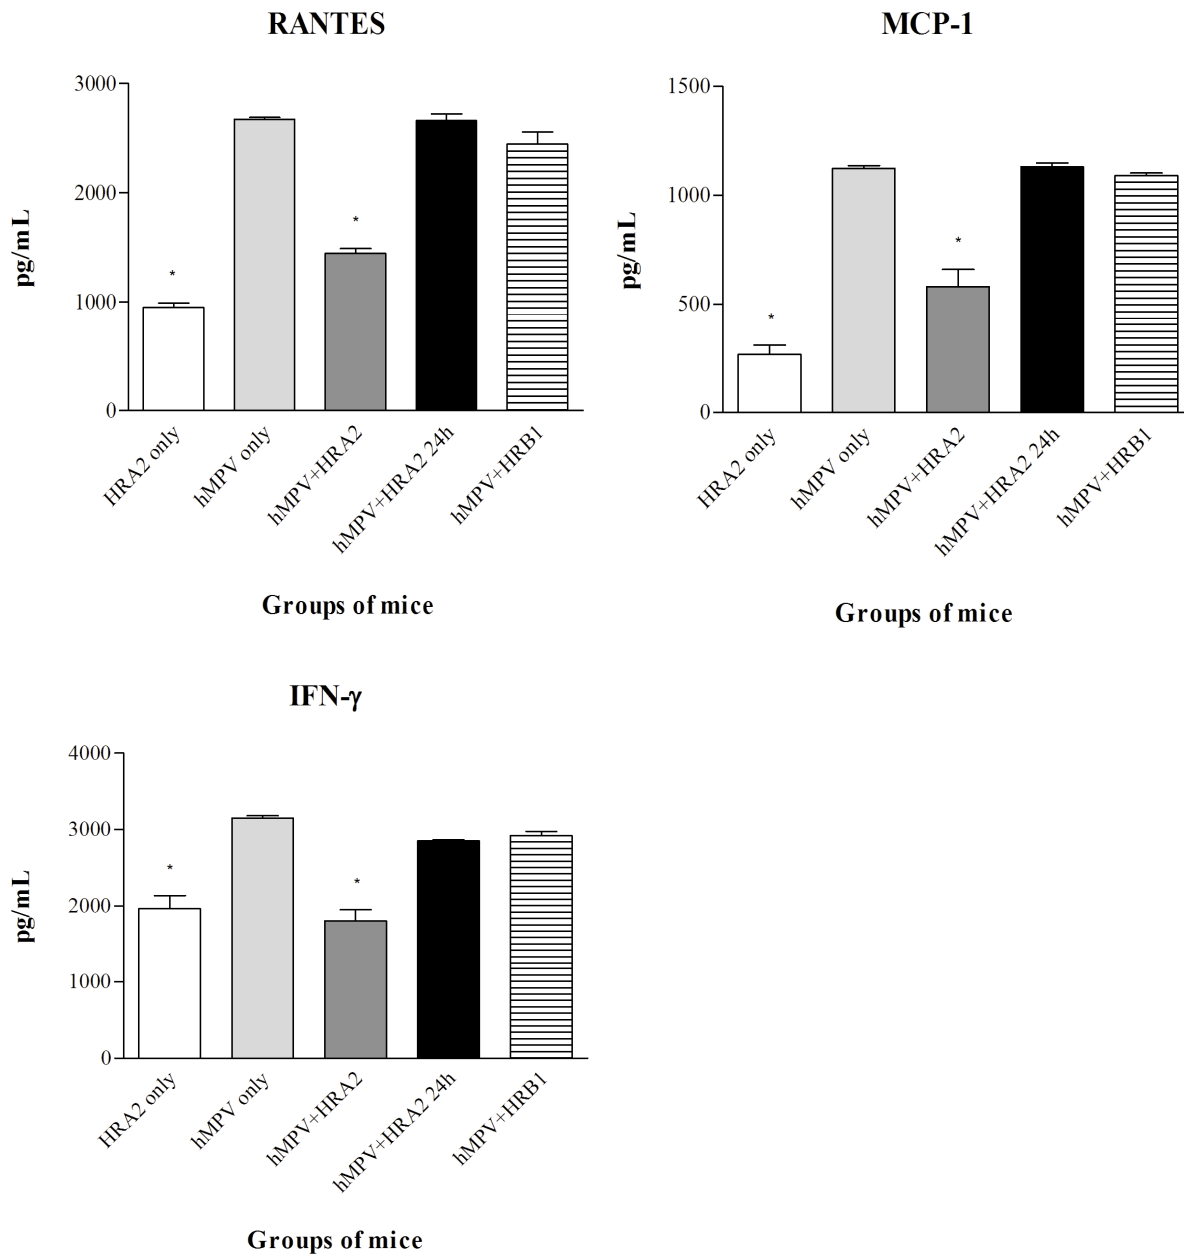 RANTES
pg/mL
3000
2000
1000
0
*
*
HRA2 only
hMPV only
hMPV+HRA2
hMPV+HRA2 24h
hMPV+HRB1
Groups of mice
MCP-1
pg/mL
1500
1000
500
0
*
*
HRA2 only
hMPV only
hMPV+HRA2
hMPV+HRA2 24h
hMPV+HRB1
Groups of mice
IFN-γ
pg/mL
4000
3000
2000
1000
0
*
*
HRA2 only
hMPV only
hMPV+HRA2
hMPV+HRA2 24h
hMPV+HRB1
Groups of mice